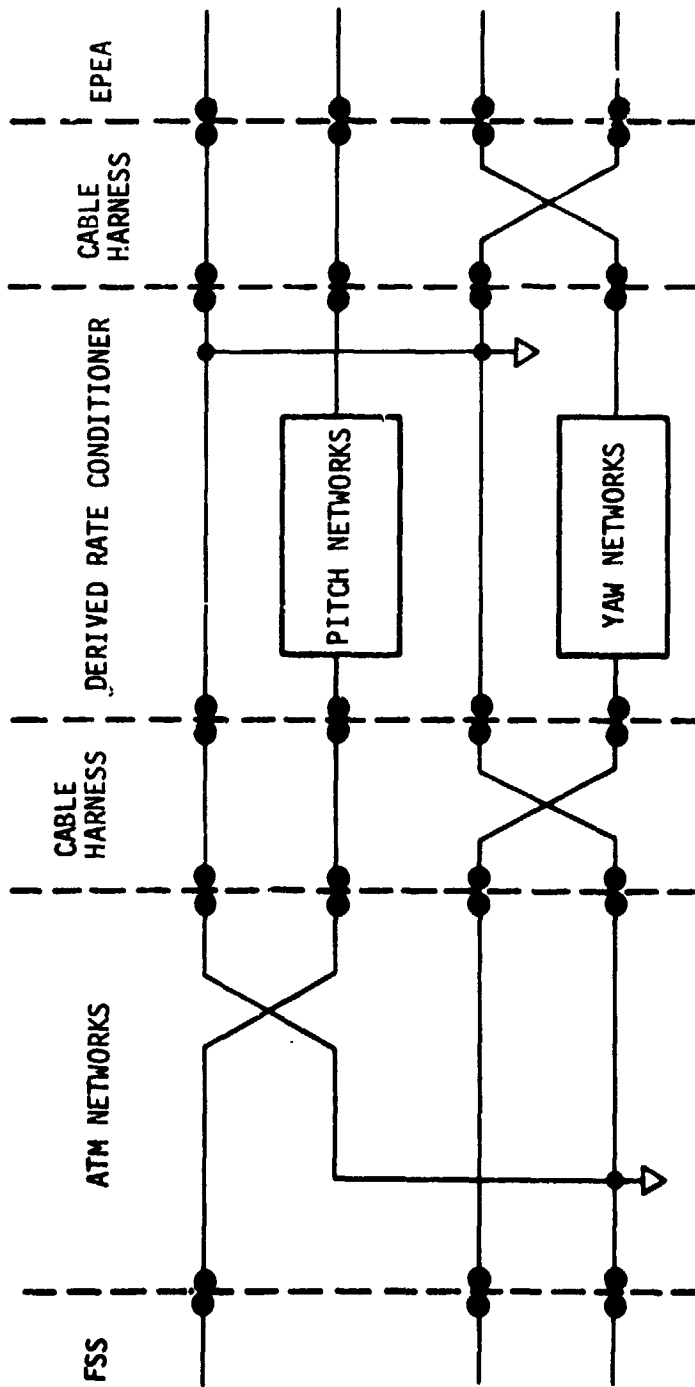 FSS
ATM NETWORKS
CABLE
HARNESS
DERIVED RATE CONDITIONER
CABLE
HARNESS
EPEA
PITCH NETWORKS
YAW NETWORKS